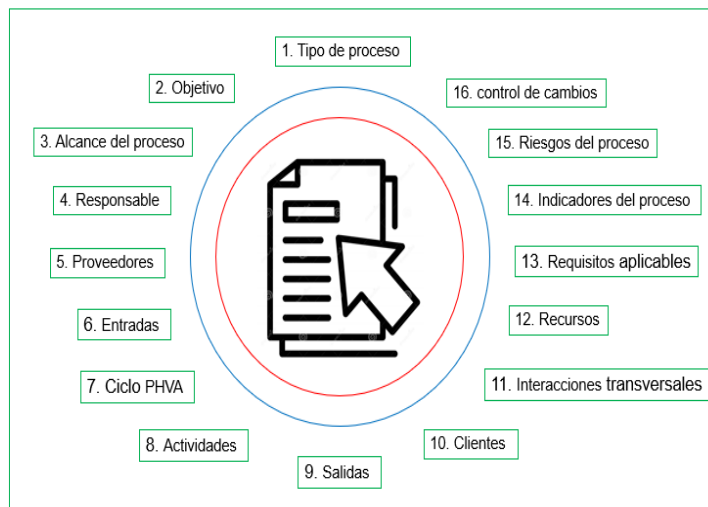 1. Tipo de proceso
2. Objetivo
3. Alcance del proceso
4. Responsable
5. Proveedores
6. Entradas
7. Ciclo PHVA
8. Actividades
9. Salidas
10. Clientes
11. Interacciones transversales
12. Recursos
13. Requisitos aplicables
14. Indicadores del proceso
15. Riesgos del proceso
16. control de cambios